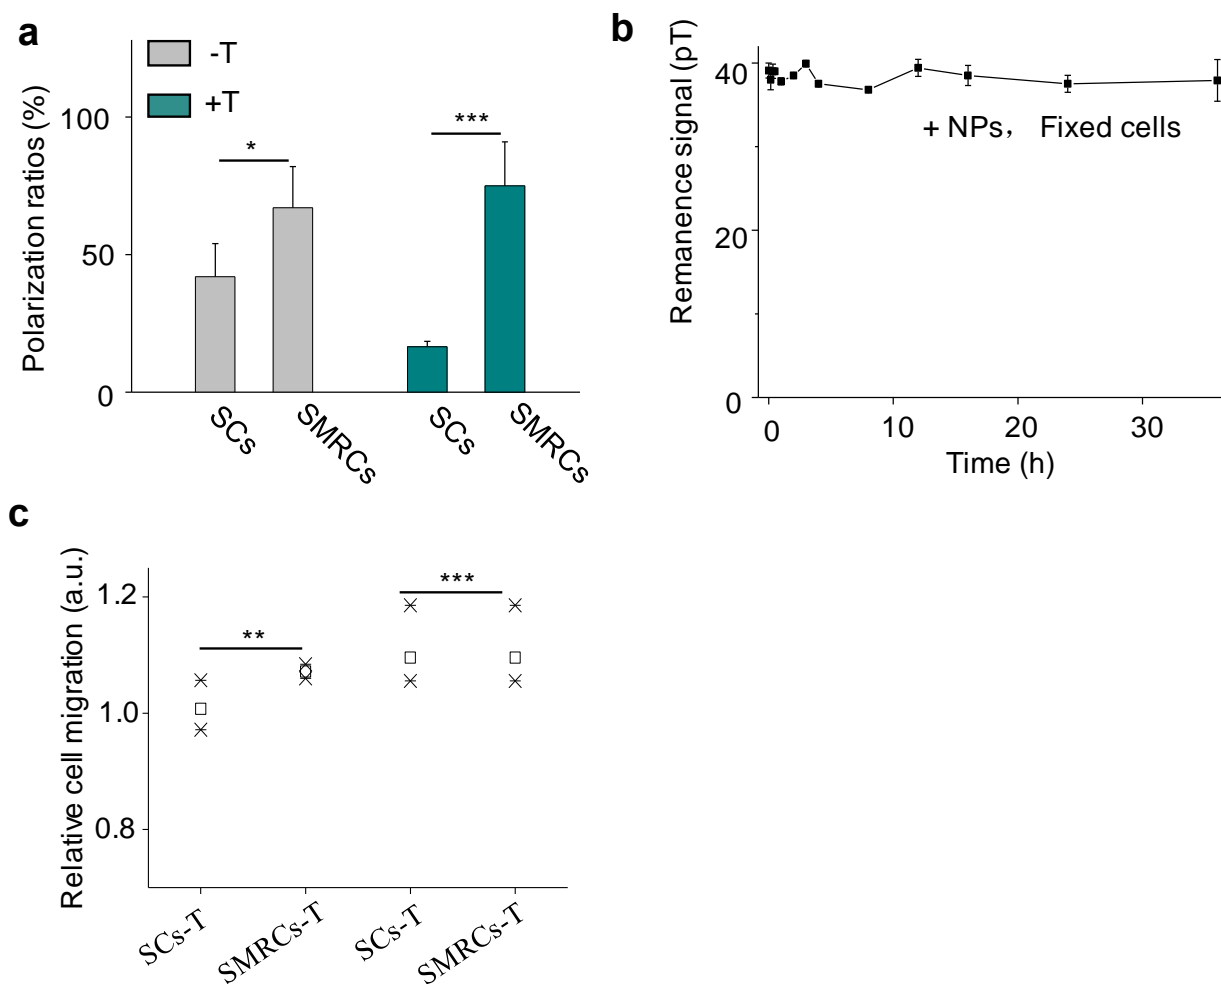 a
-T
+T
Polarization ratios (%)
100
50
0
*
***
SCs
SMRCs
SCs
SMRCs
b
Remanence signal (pT)
40
20
0
+ NPs， Fixed cells
0
10
20
30
Time (h)
c
Relative cell migration (a.u.)
1.2
1.0
0.8
**
***
SCs-T
SMRCs-T
SCs-T
SMRCs-T